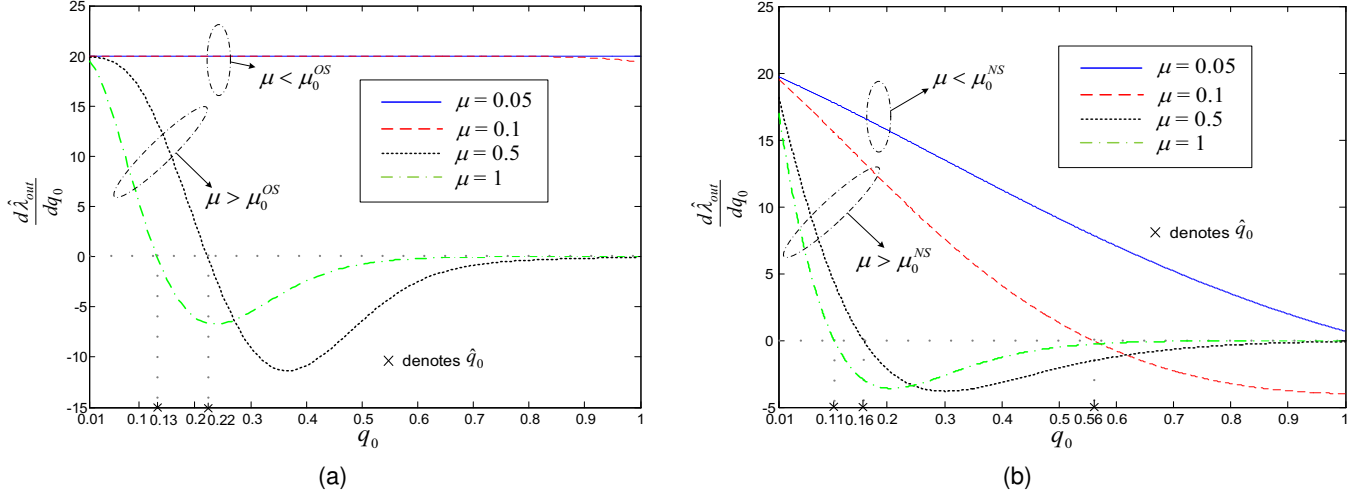 25
20
15
10
5
0
-5
-10
-15
dλ̂_out/dq_0
μ < μ_0^{OS}
μ > μ_0^{OS}
μ = 0.05
μ = 0.1
μ = 0.5
μ = 1
× denotes q̂_0
0.01 0.1 0.13 0.20 0.22 0.3 0.4 0.5 0.6 0.7 0.8 0.9 1
q_0
(a)
25
20
15
10
5
0
-5
dλ̂_out/dq_0
μ < μ_0^{NS}
μ > μ_0^{NS}
μ = 0.05
μ = 0.1
μ = 0.5
μ = 1
× denotes q̂_0
0.01 0.11 0.16 0.2 0.3 0.4 0.5 0.56 0.6 0.7 0.8 0.9 1
q_0
(b)